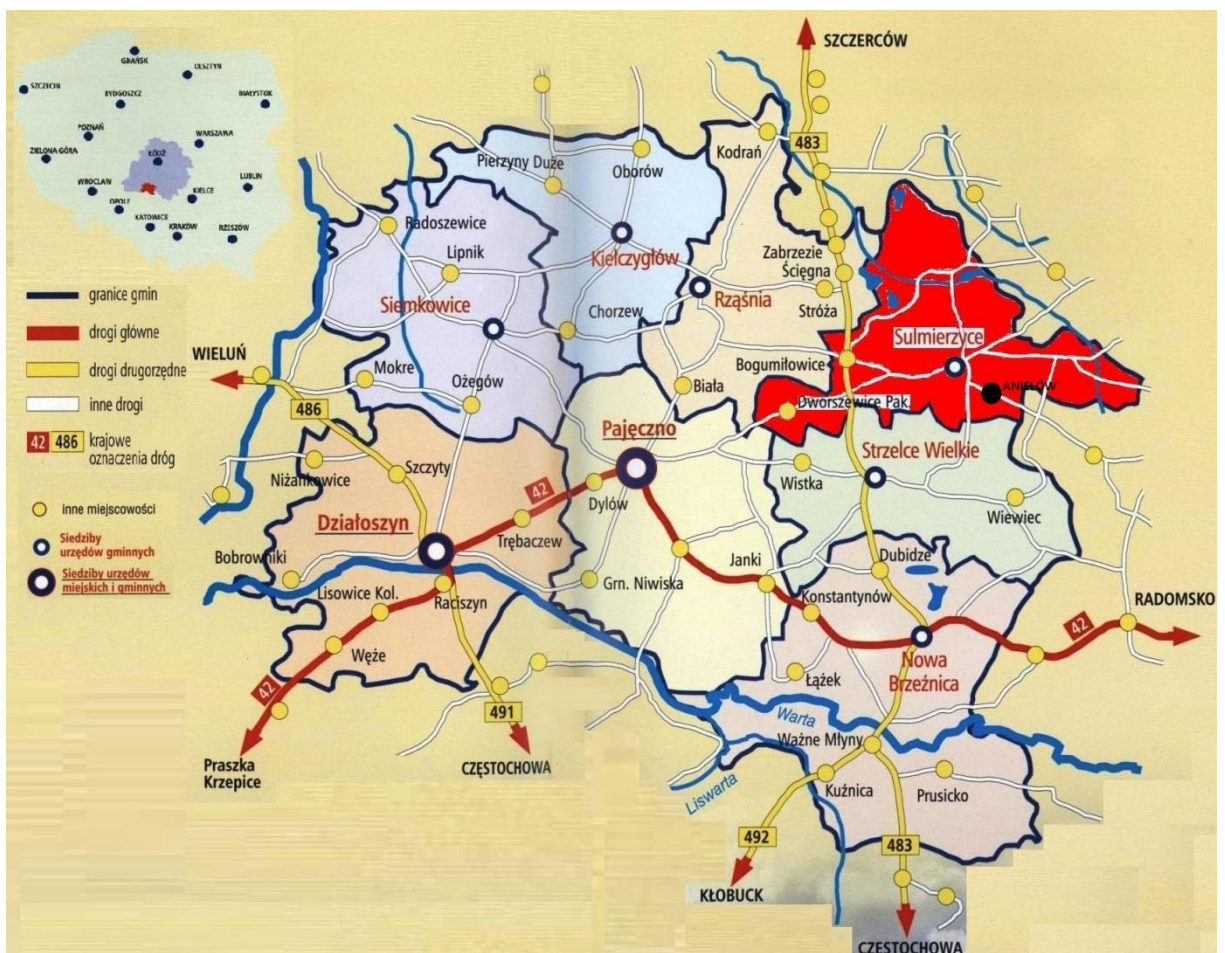 GDAŃSK
OLSZTYN
SZCZECIN
BYDGOSZCZ
BIAŁYSTOK
POZNAŃ
WARSZAWA
ZIELONA GÓRA
ŁÓDŹ
WROCŁAW
LUBLIN
OPOLE
KIELCE
KATOWICE
KRAKÓW
RZESZÓW
granice gmin
drogi główne
drogi drugorzędne
inne drogi
42 486 krajowe
oznaczenia dróg
inne miejscowości
Siedziby
urzędów gminnych
Siedziby urzędów
miejskich i gminnych
SZCZERCÓW
483
Kodrań
Pierzyny Duże
Oborów
Radoszewice
Lipnik
Kiełczygłów
Zabrzezie
Ścięgna
Siemkowice
Chorzew
Rząśnia
Stróża
Sulmierzyce
WIELUŃ
Mokre
Ożegów
Bogumiłowice
Biała
ANIELÓW
Dworszewice Pak.
486
Pajęczno
Strzelce Wielkie
Niżankowice
Szczyty
42
Dylów
Wistka
Wiewiec
Działoszyn
Trębaczew
Bobrowniki
Dubidze
Janki
Grn. Niwiska
Lisowice Kol.
Raciszyn
Konstantynów
RADOMSKO
42
Węże
Nowa
Brzeźnica
Łążek
42
491
Warta
Ważne Młyny
Praszka
Krzepice
CZĘSTOCHOWA
Liswarta
Kuźnica
Prusicko
492
483
KŁOBUCK
CZĘSTOCHOWA